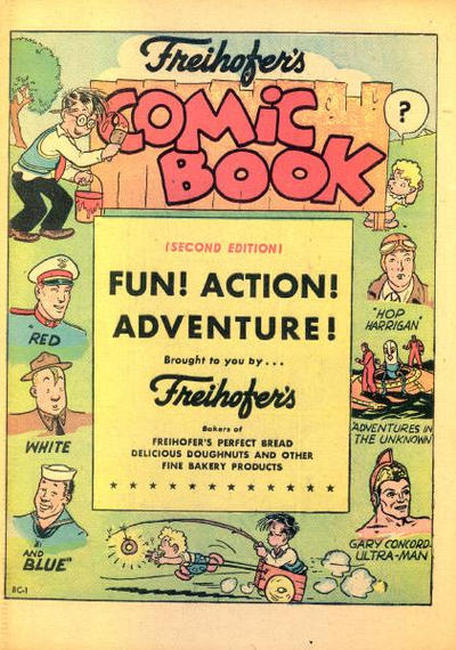 Freihofer's
COMIC
BOOK
?
(SECOND EDITION)
FUN! ACTION!
ADVENTURE!
Brought to you by...
Freihofer's
Bakers of
FREIHOFER'S PERFECT BREAD
DELICIOUS DOUGHNUTS AND OTHER
FINE BAKERY PRODUCTS
"RED
WHITE
AND
BLUE"
"HOP
HARRIGAN"
"ADVENTURES IN
THE UNKNOWN
GARY CONCORD
ULTRA-MAN
BC-1